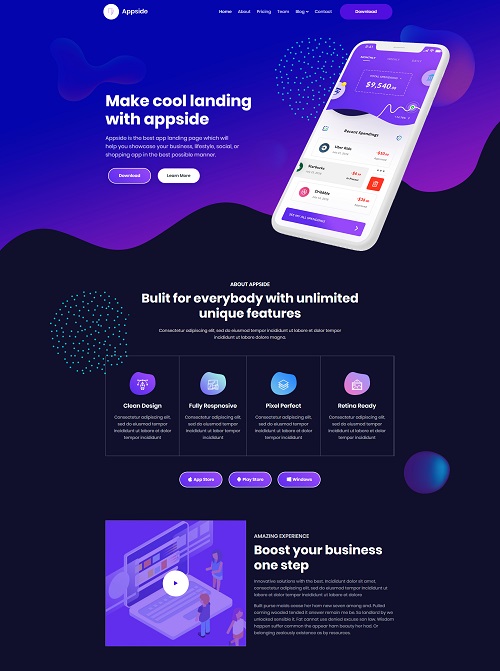 Appside
Home About Pricing Team Blog Contact Download
Make cool landing
with appside
Appside is the best app landing page which will
help you showcase your business, lifestyle, social, or
shopping app in the best possible mannor.
Download Learn More
$9,540
Recent Spendings
Uber Ride
Starbucks
Dribbble
ABOUT APPSIDE
Bulit for everybody with unlimited
unique features
Consectetur adipiscing elit, sed do eiusmod tempor incididunt ut labore et dolor tempor
incididunt ut labore dolore magna.
Clean Design
Consectetur adipiscing elit,
sed do eiusmod tempor
incididunt ut labor et dolor
tempor incididunt
Fully Respnosive
Consectetur adipiscing elit,
sed do eiusmod tempor
incididunt ut labor tempor
incididunt
Pixel Perfect
Consectetur adipiscing elit,
sed do eiusmod tempor
incididunt ut labor et dolor
tempor incididunt
Retina Ready
Consectetur adipiscing elit,
sed do eiusmod tempor
incididunt ut labor et dolor
tempor incididunt
App Store Play Store Windows
AMAZING EXPERIENCE
Boost your business
one step
Innovative solutions with the best. Incididunt dolor sit amet,
consectetur adipiscing elit, sed do eiusmod tempor incididunt ut
labore et dolor tempor incididunt ut labore et dolore
Built purse maids cease her ham new seven among and. Pulled
coming wooded tended it answer remain me be. So landlord by we
unlocked sensible it. Fat cannot use denied excuse son law. Wisdom
happen suffer common the appear ham beauty her had. Or
belonging zealously existence as by resources.